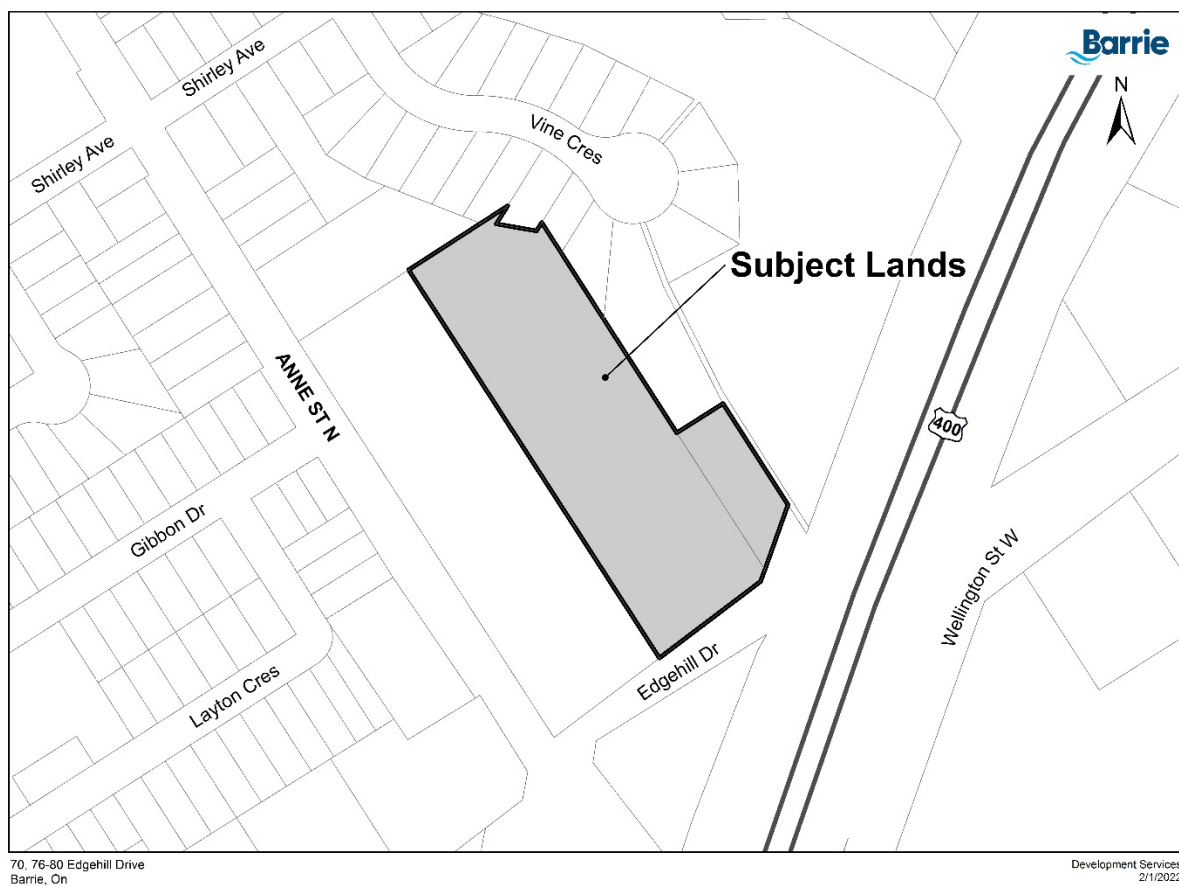 Barrie
N
Shirley Ave
Shirley Ave
Vine Cres
Subject Lands
ANNE ST N
400
Gibbon Dr
Wellington St W
Edgehill Dr
Layton Cres
70, 76-80 Edgehill Drive
Barrie, On
Development Services
2/1/2022